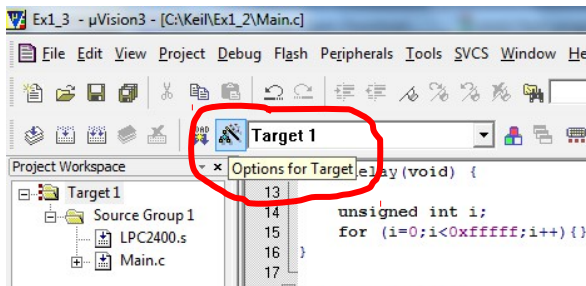 Ex1_3 - µVision3 - [C:\Keil\Ex1_2\Main.c]
File Edit View Project Debug Flash Peripherals Tools SVCS Window He
Target 1
Project Workspace
Options for Target
elay(void) {
Target 1
13
Source Group 1
14 unsigned int i;
LPC2400.s
15 for (i=0;i<0xfffff;i++){}
Main.c
16 }
17